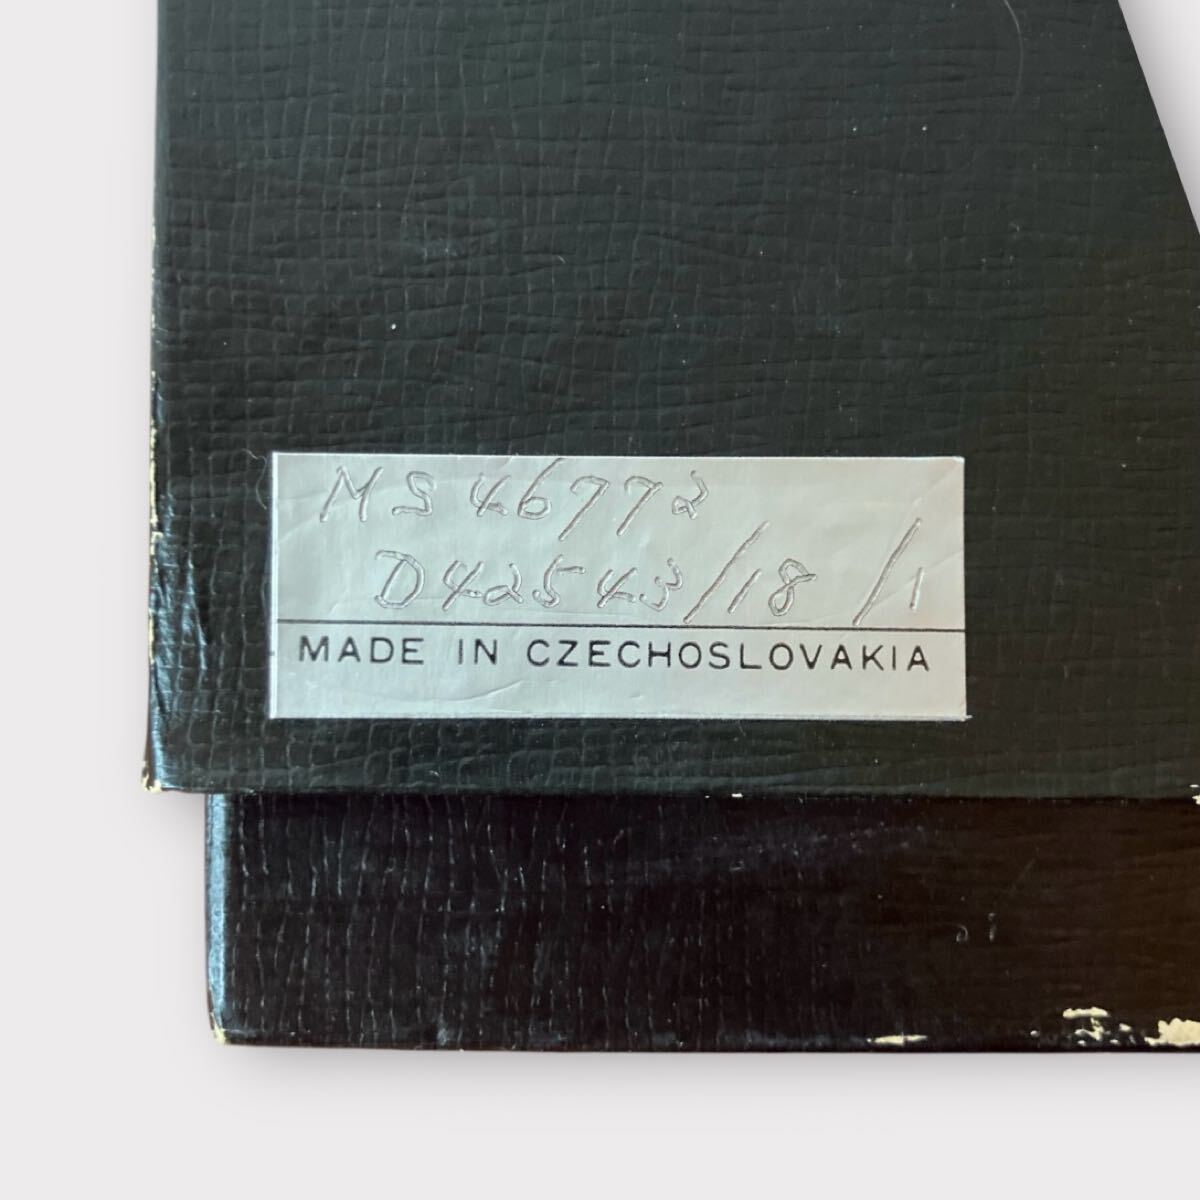 MS 46772
D42543/18/1
MADE IN CZECHOSLOVAKIA